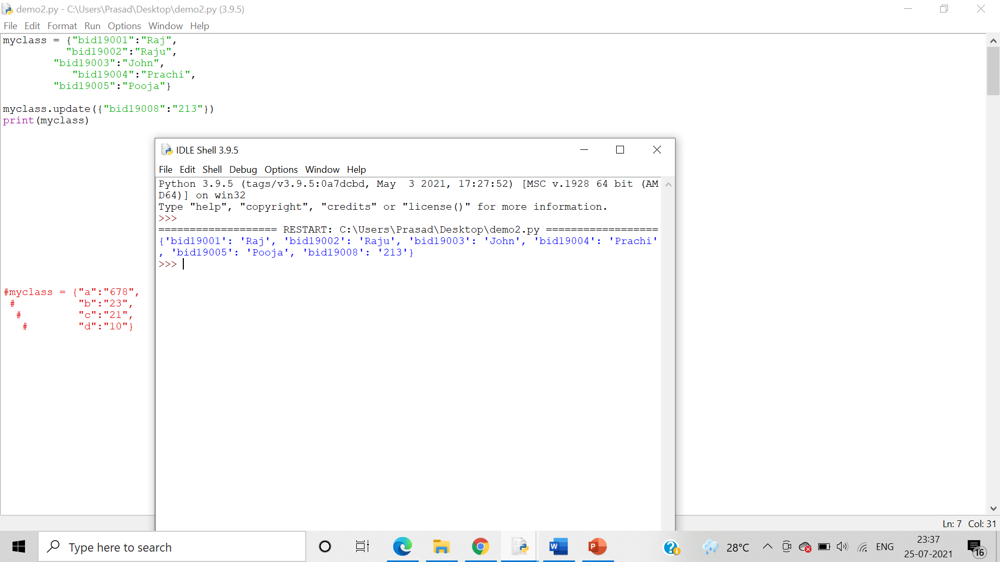 demo2.py - C:\Users\Prasad\Desktop\demo2.py (3.9.5)
File Edit Format Run Options Window Help
myclass = {"bid19001":"Raj",
"bid19002":"Raju",
"bid19003":"John",
"bid19004":"Prachi",
"bid19005":"Pooja"}
myclass.update({"bid19008":"213"})
print(myclass)
IDLE Shell 3.9.5
File Edit Shell Debug Options Window Help
Python 3.9.5 (tags/v3.9.5:0a7dcbd, May  3 2021, 17:27:52) [MSC v.1928 64 bit (AM
D64)] on win32
Type "help", "copyright", "credits" or "license()" for more information.
>>>
=================== RESTART: C:\Users\Prasad\Desktop\demo2.py ==================
{'bid19001': 'Raj', 'bid19002': 'Raju', 'bid19003': 'John', 'bid19004': 'Prachi'
, 'bid19005': 'Pooja', 'bid19008': '213'}
>>>
#myclass = {"a":"678",
#          "b":"23",
#         "c":"21",
#        "d":"10"}
Ln: 7 Col: 31
Type here to search
W
P
28°C
ENG
23:37
25-07-2021
16